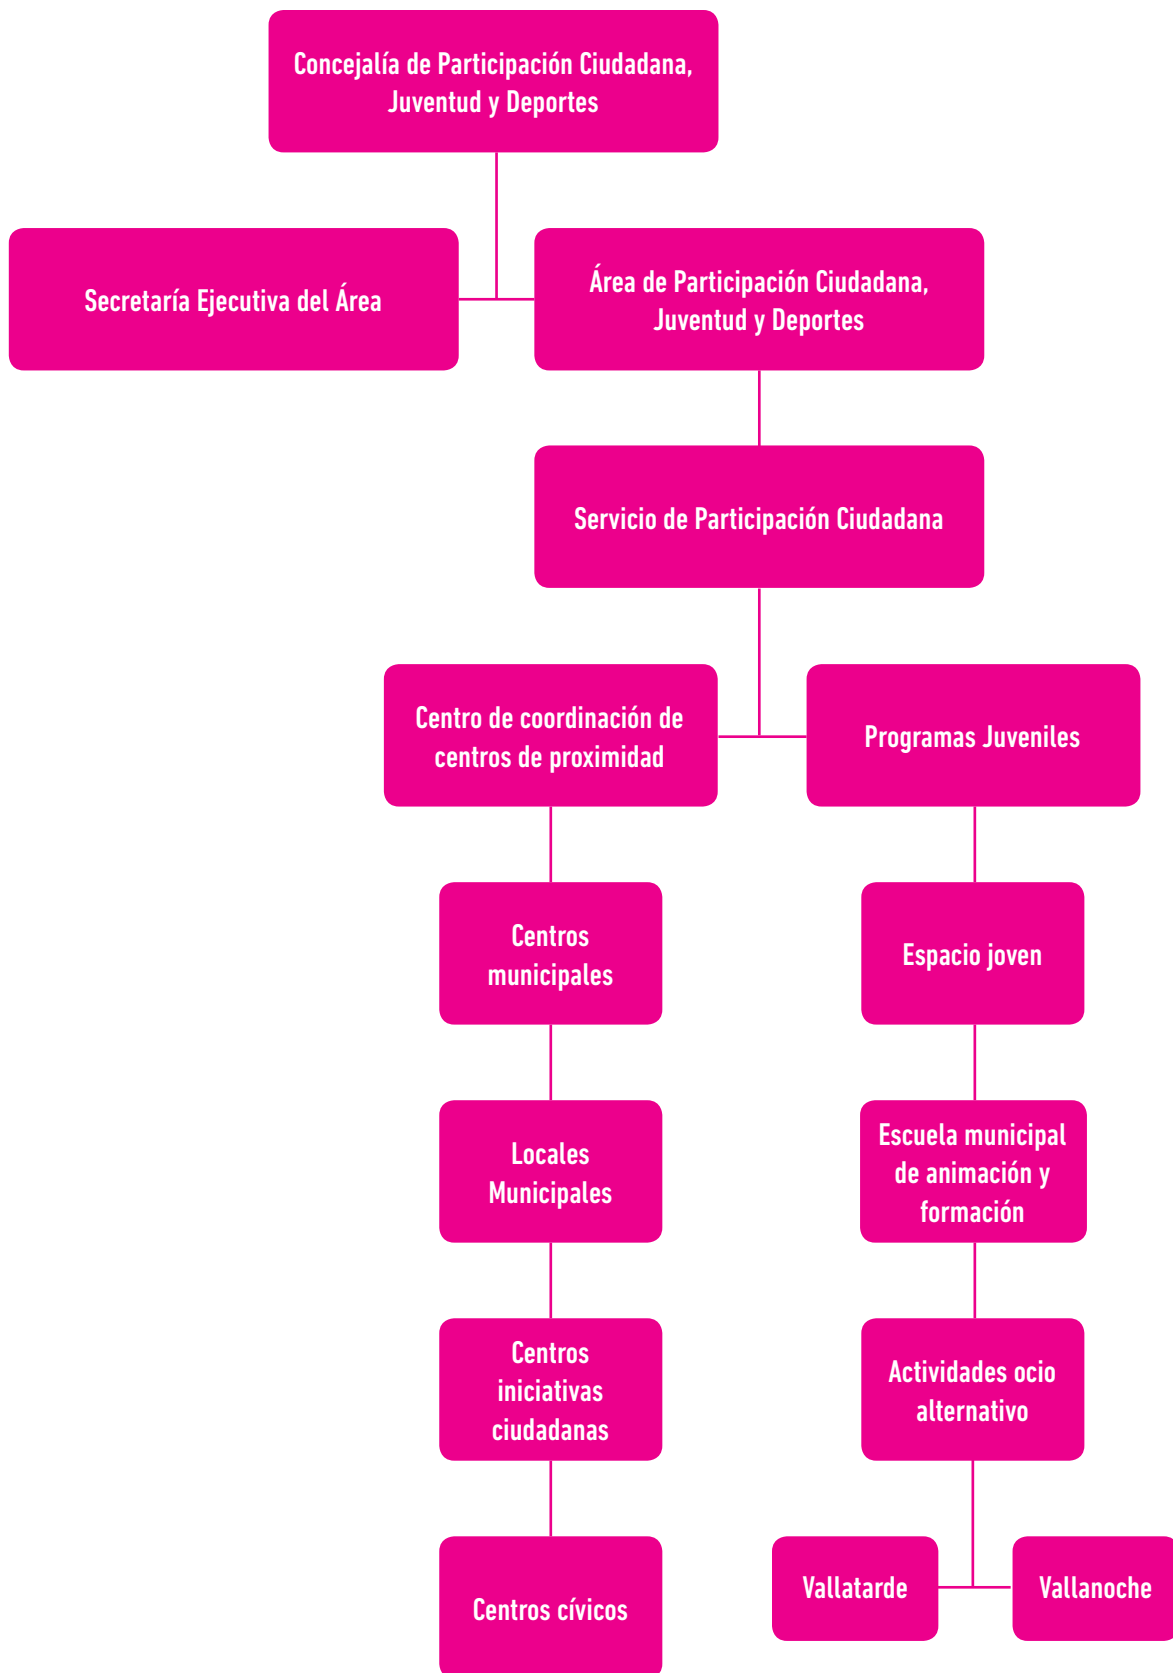 Concejalía de Participación Ciudadana,
Juventud y Deportes
Secretaría Ejecutiva del Área
Área de Participación Ciudadana,
Juventud y Deportes
Servicio de Participación Ciudadana
Centro de coordinación de
centros de proximidad
Programas Juveniles
Centros
municipales
Espacio joven
Locales
Municipales
Escuela municipal
de animación y
formación
Centros
iniciativas
ciudadanas
Actividades ocio
alternativo
Centros cívicos
Vallatarde
Vallanoche